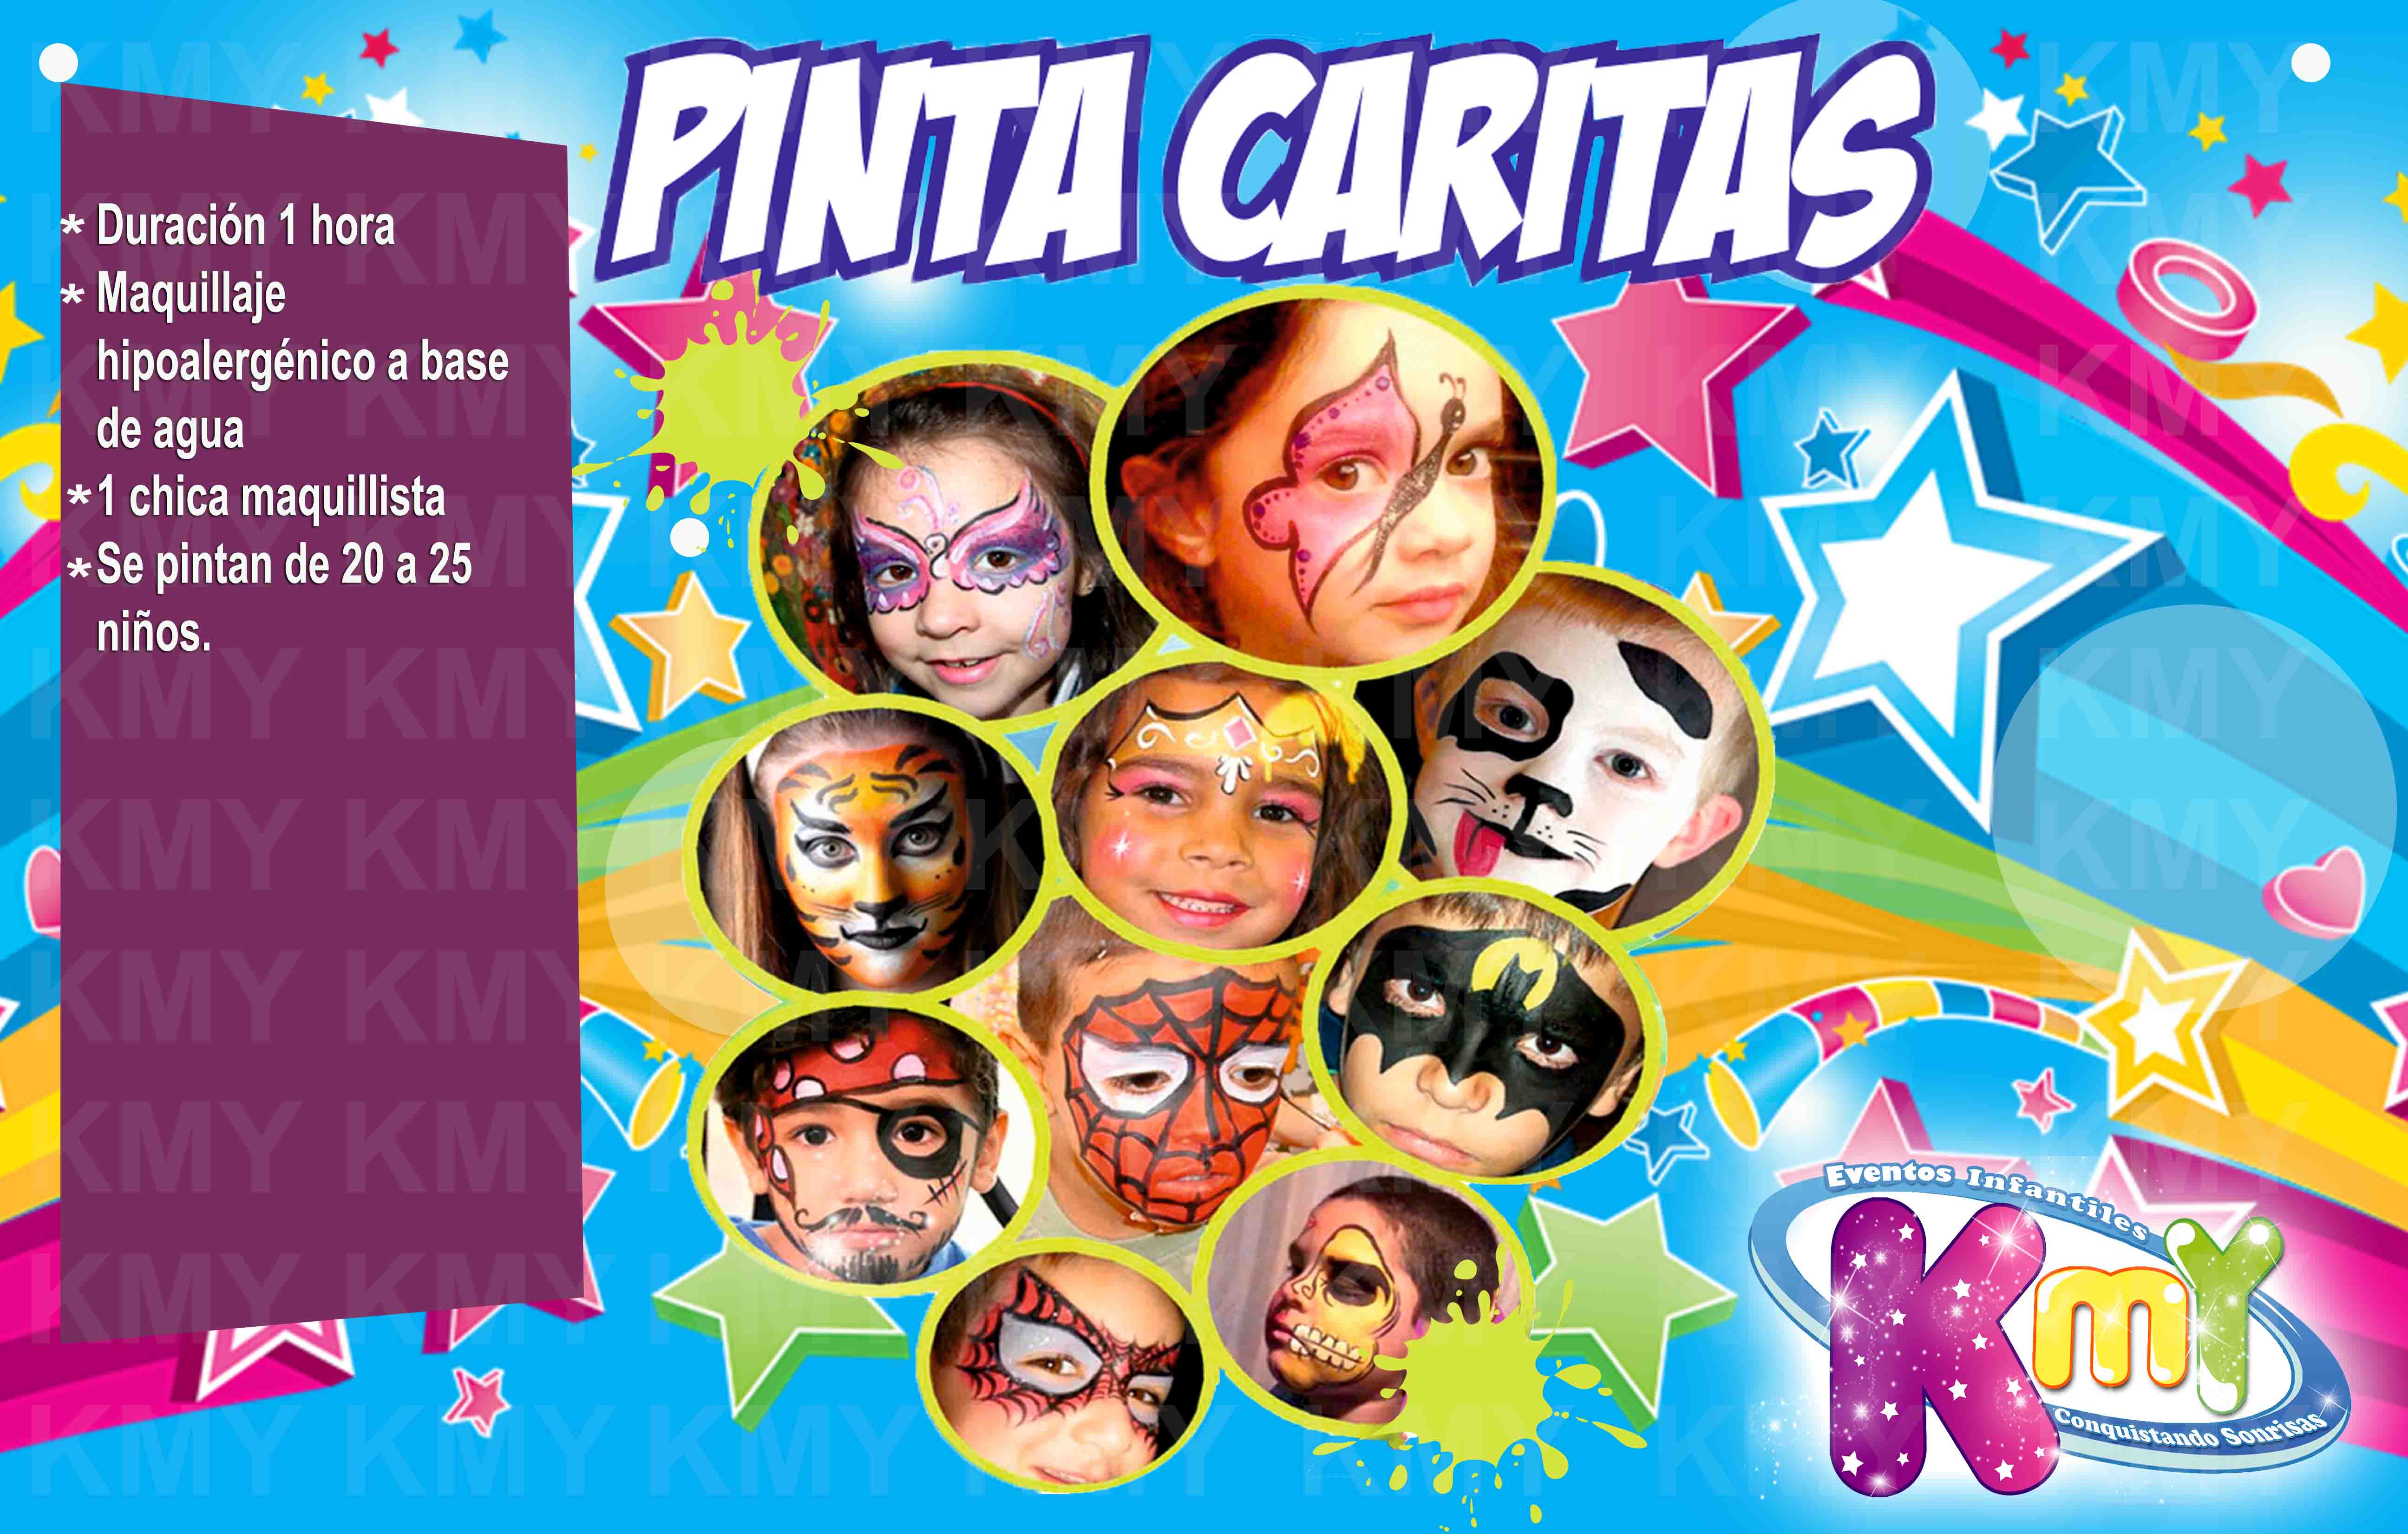 PINTA CARITAS
* Duración 1 hora
* Maquillaje
hipoalergénico a base
de agua
*1 chica maquillista
*Se pintan de 20 a 25
niños.
Eventos Infantiles
KmY
Conquistando Sonrisas